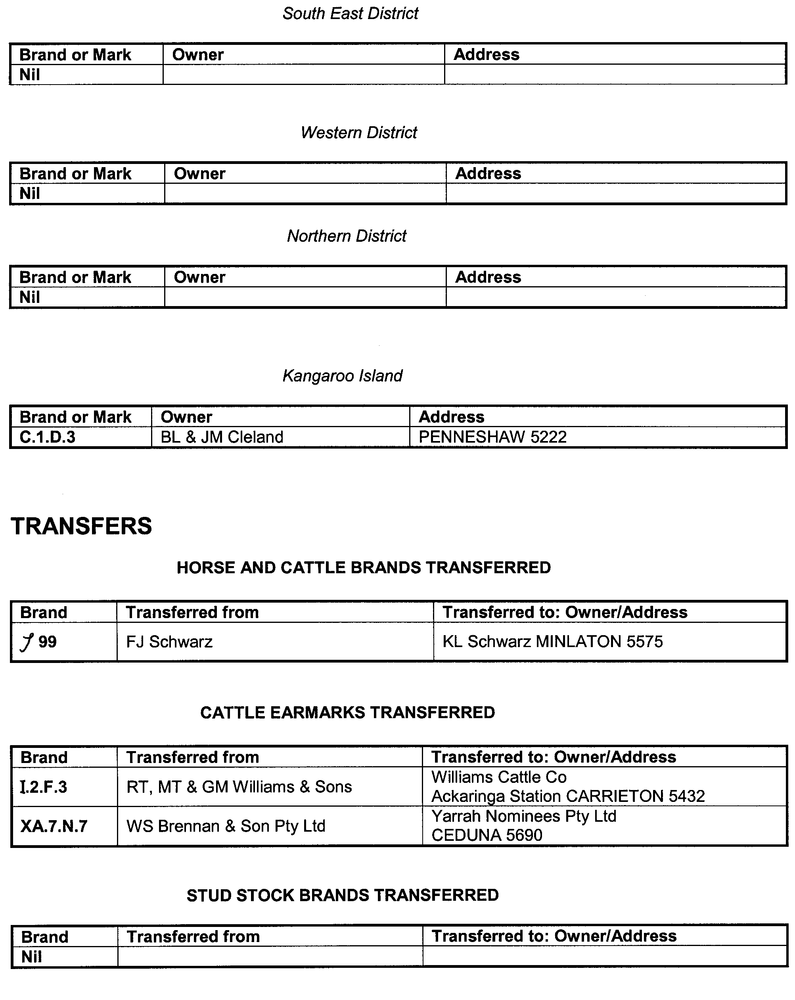 South East District
Brand or Mark Owner Address
Nil
Western District
Brand or Mark Owner Address
Nil
Northern District
Brand or Mark Owner Address
Nil
Kangaroo Island
Brand or Mark Owner Address
C.1.D.3 BL & JM Cleland PENNESHAW 5222
TRANSFERS
HORSE AND CATTLE BRANDS TRANSFERRED
Brand Transferred from Transferred to: Owner/Address
99 FJ Schwarz KL Schwarz MINLATON 5575
CATTLE EARMARKS TRANSFERRED
Brand Transferred from Transferred to: Owner/Address
I.2.F.3 RT, MT & GM Williams & Sons Williams Cattle Co
Ackaringa Station CARRIETON 5432
XA.7.N.7 WS Brennan & Son Pty Ltd Yarrah Nominees Pty Ltd
CEDUNA 5690
STUD STOCK BRANDS TRANSFERRED
Brand Transferred from Transferred to: Owner/Address
Nil